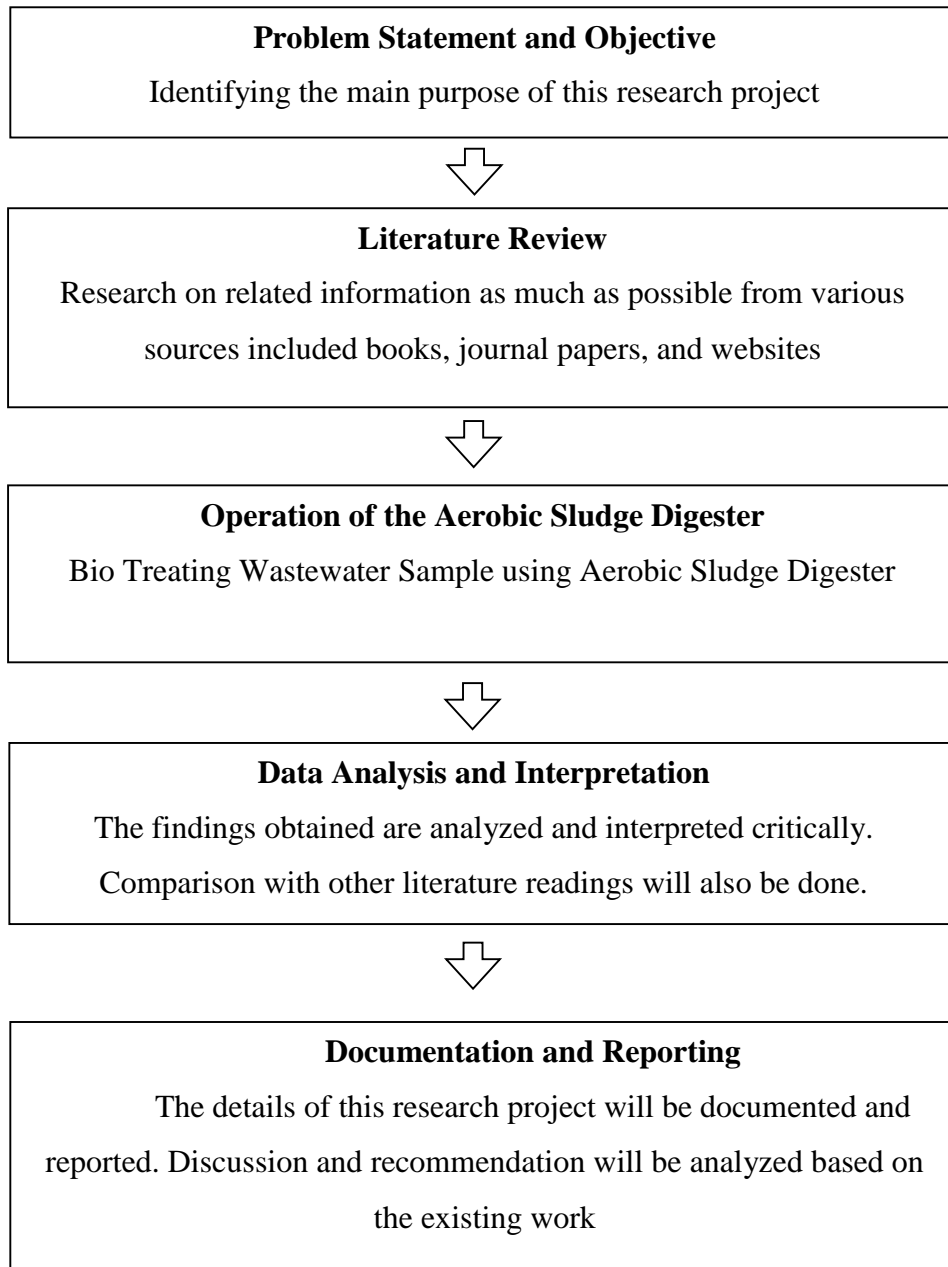 Problem Statement and Objective
Identifying the main purpose of this research project
Literature Review
Research on related information as much as possible from various
sources included books, journal papers, and websites
Operation of the Aerobic Sludge Digester
Bio Treating Wastewater Sample using Aerobic Sludge Digester
Data Analysis and Interpretation
The findings obtained are analyzed and interpreted critically.
Comparison with other literature readings will also be done.
Documentation and Reporting
The details of this research project will be documented and
reported. Discussion and recommendation will be analyzed based on
the existing work